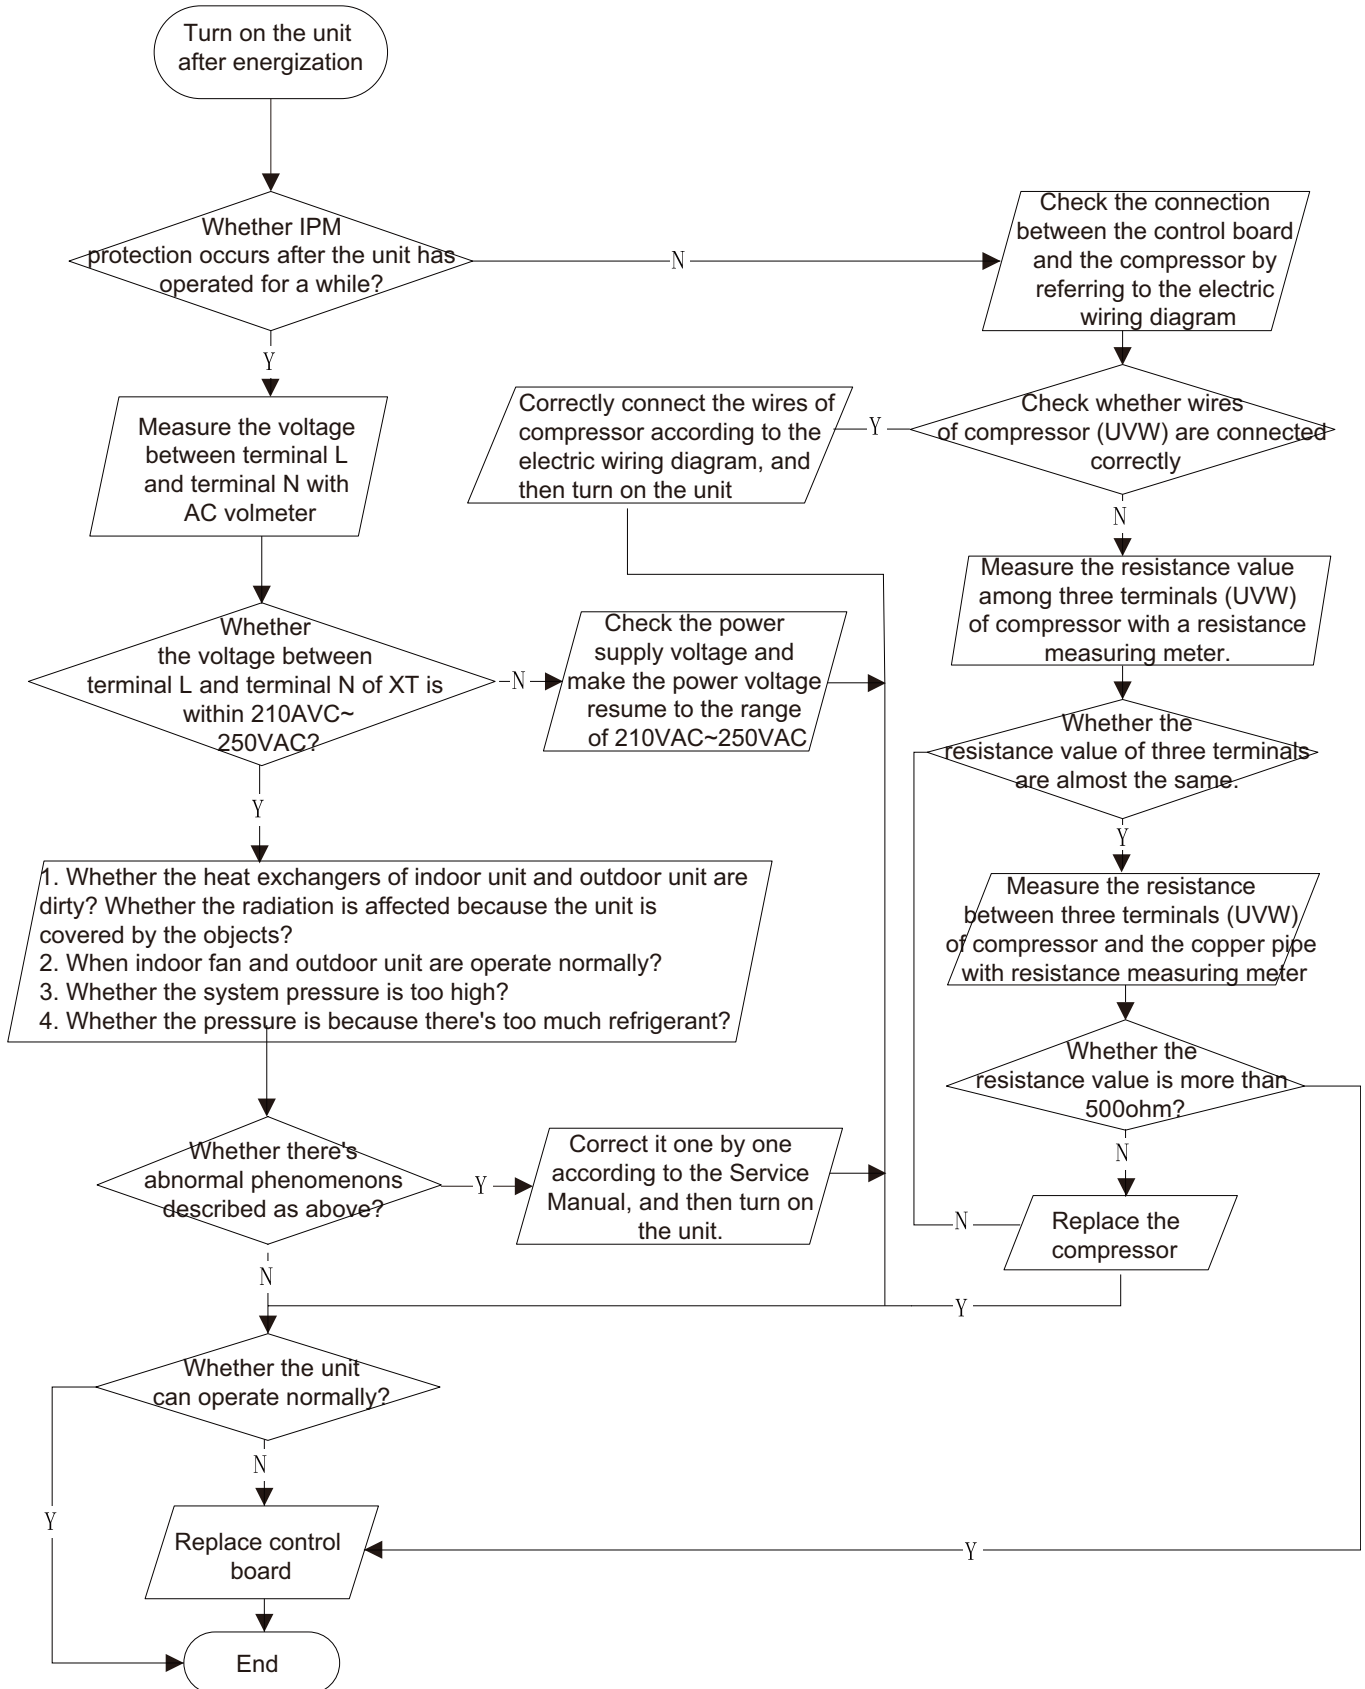 Turn on the unit
after energization
Whether IPM
protection occurs after the unit has
operated for a while?
N
Check the connection
between the control board
and the compressor by
referring to the electric
wiring diagram
Y
Measure the voltage
between terminal L
and terminal N with
AC volmeter
Correctly connect the wires of
compressor according to the
electric wiring diagram, and
then turn on the unit
Y
Check whether wires
of compressor (UVW) are connected
correctly
N
Measure the resistance value
among three terminals (UVW)
of compressor with a resistance
measuring meter.
Whether
the voltage between
terminal L and terminal N of XT is
within 210AVC~
250VAC?
N
Check the power
supply voltage and
make the power voltage
resume to the range
of 210VAC~250VAC
Whether the
resistance value of three terminals
are almost the same.
Y
Y
1. Whether the heat exchangers of indoor unit and outdoor unit are
dirty? Whether the radiation is affected because the unit is
covered by the objects?
2. When indoor fan and outdoor unit are operate normally?
3. Whether the system pressure is too high?
4. Whether the pressure is because there's too much refrigerant?
Measure the resistance
between three terminals (UVW)
of compressor and the copper pipe
with resistance measuring meter
Whether the
resistance value is more than
500ohm?
N
Whether there's
abnormal phenomenons
described as above?
Y
Correct it one by one
according to the Service
Manual, and then turn on
the unit.
N
Replace the
compressor
N
Y
Whether the unit
can operate normally?
N
Y
Replace control
board
Y
End